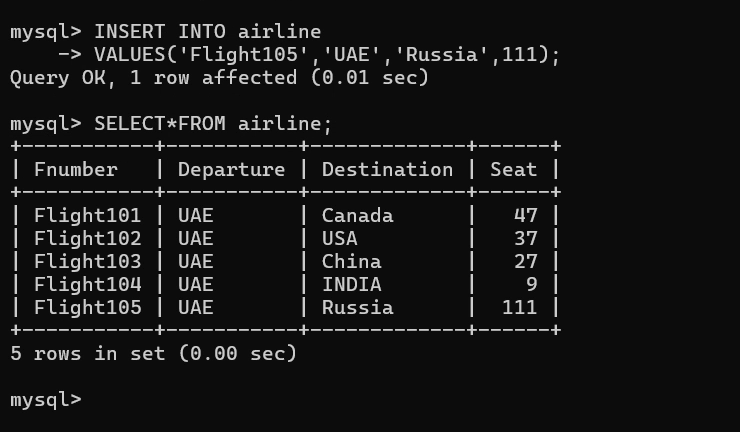 mysql> INSERT INTO airline
    -> VALUES('Flight105','UAE','Russia',111);
Query OK, 1 row affected (0.01 sec)

mysql> SELECT*FROM airline;
+-----------+-----------+-------------+------+
| Fnumber   | Departure | Destination | Seat |
+-----------+-----------+-------------+------+
| Flight101 | UAE       | Canada      |   47 |
| Flight102 | UAE       | USA         |   37 |
| Flight103 | UAE       | China       |   27 |
| Flight104 | UAE       | INDIA       |    9 |
| Flight105 | UAE       | Russia      |  111 |
+-----------+-----------+-------------+------+
5 rows in set (0.00 sec)

mysql>